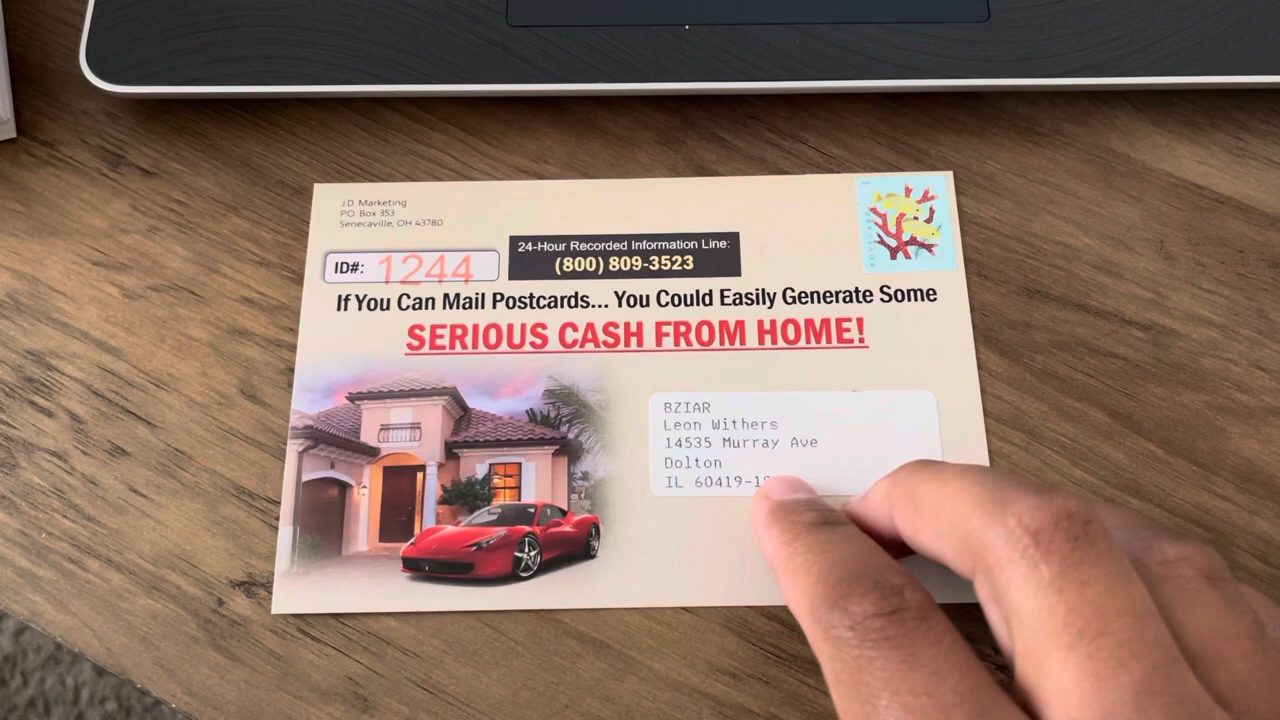 J.D. Marketing
P.O. Box 353
Senecaville, OH 43780
ID#: 1244
24-Hour Recorded Information Line:
(800) 809-3523
If You Can Mail Postcards... You Could Easily Generate Some
SERIOUS CASH FROM HOME!
BZIAR
Leon Withers
14535 Murray Ave
Dolton
IL 60419-
POSTCARD